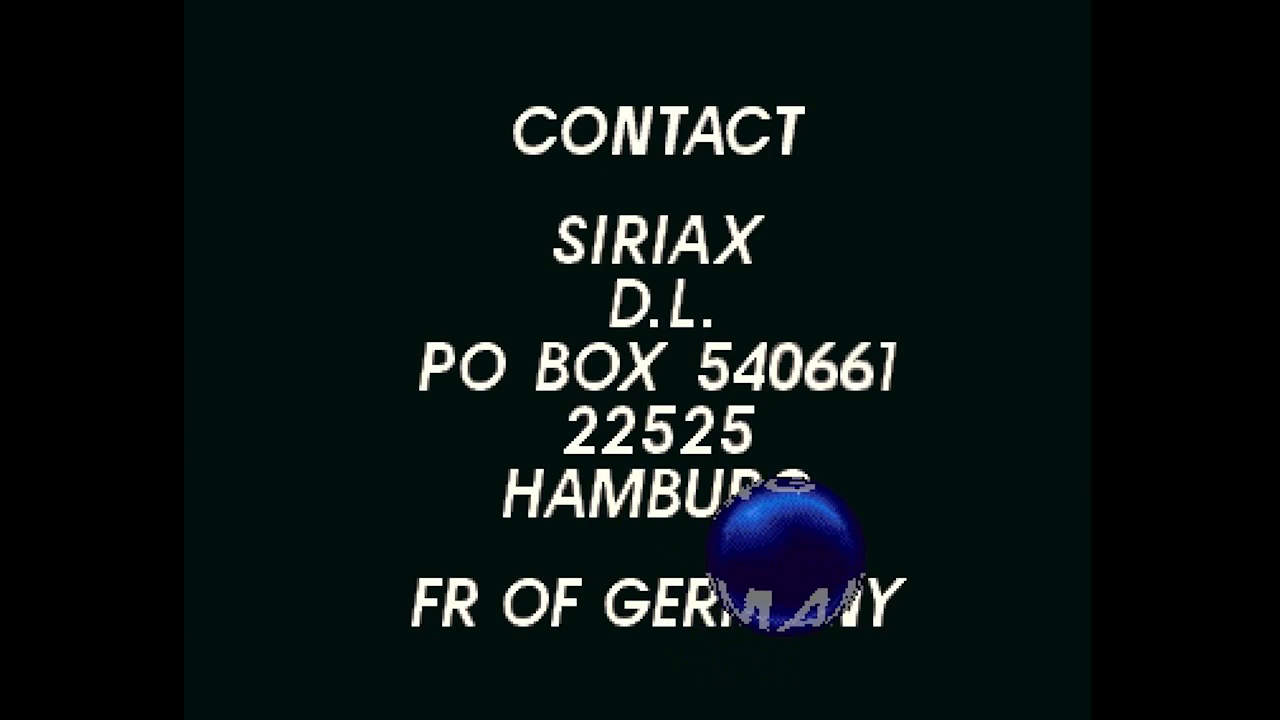 CONTACT
SIRIAX
D.L.
PO BOX 540661
22525
HAMBURG
FR OF GERMANY